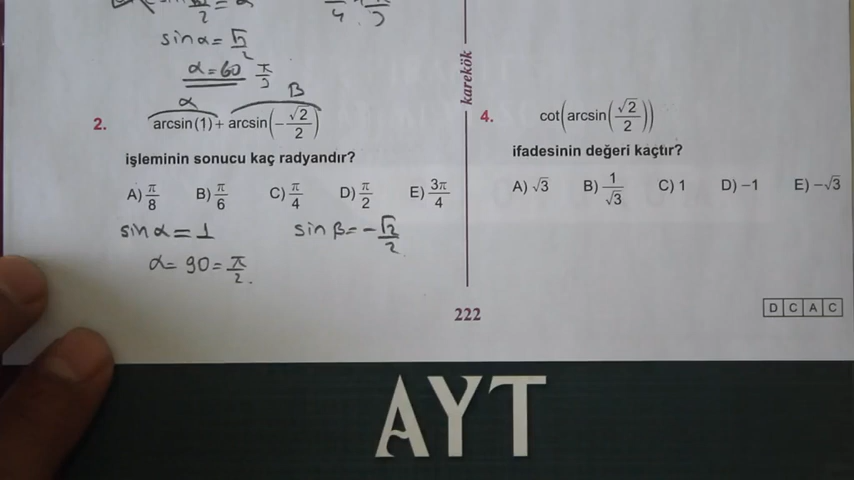 sin α = √3/2
α = 60 π/3
α β
2. arcsin(1) + arcsin(-√2/2)
işleminin sonucu kaç radyandır?
A) π/8 B) π/6 C) π/4 D) π/2 E) 3π/4
sin α = 1 sin β = -√2/2
α = 90 = π/2
karekök
4. cot(arcsin(√2/2))
ifadesinin değeri kaçtır?
A) √3 B) 1/√3 C) 1 D) -1 E) -√3
222
D C A C
AYT